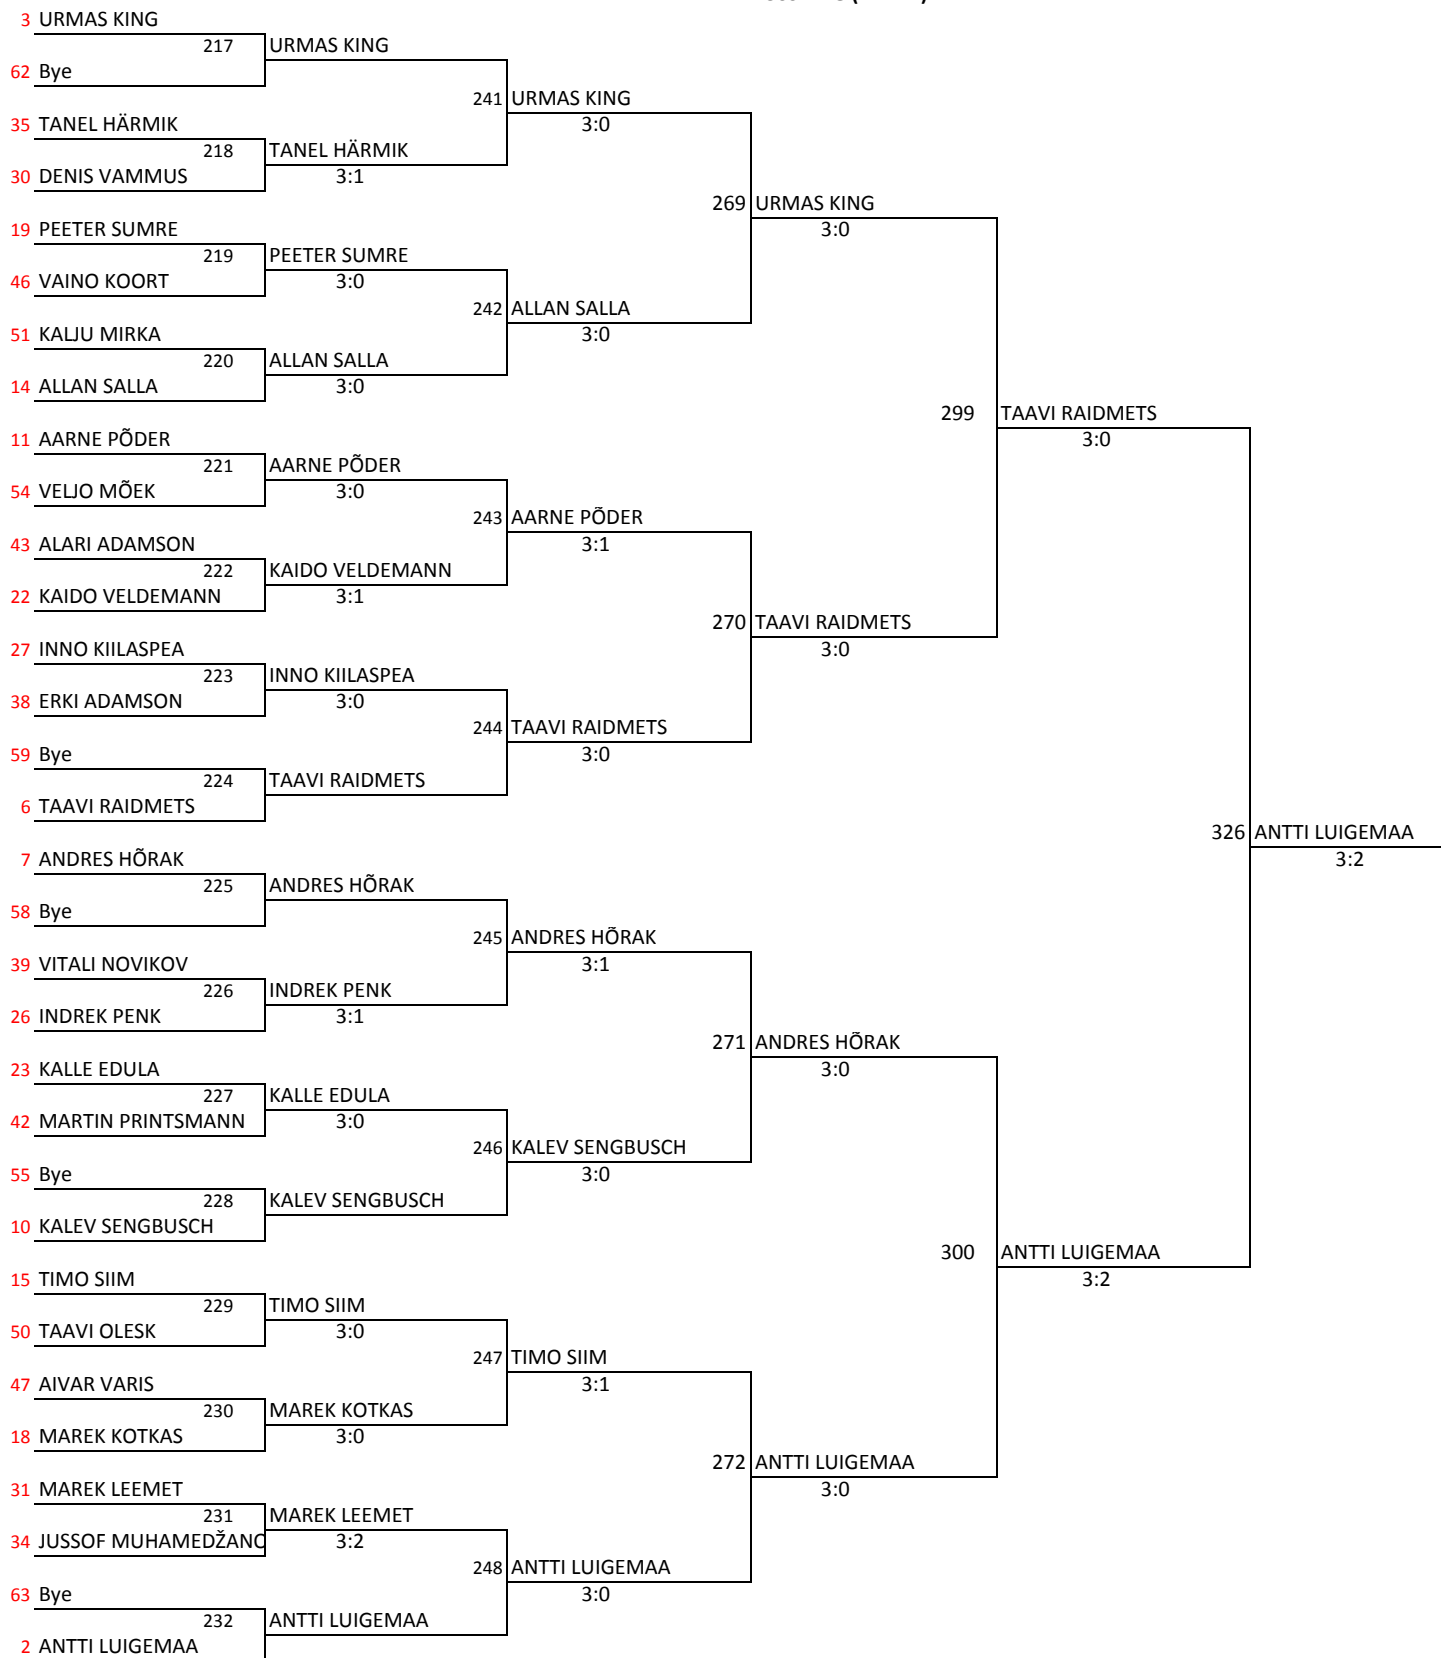 3 URMAS KING
217 URMAS KING
62 Bye
241 URMAS KING
3:0
35 TANEL HÄRMIK
218 TANEL HÄRMIK
3:1
30 DENIS VAMMUS
269 URMAS KING
3:0
19 PEETER SUMRE
219 PEETER SUMRE
3:0
46 VAINO KOORT
242 ALLAN SALLA
3:0
51 KALJU MIRKA
220 ALLAN SALLA
3:0
14 ALLAN SALLA
299 TAAVI RAIDMETS
3:0
11 AARNE PÕDER
221 AARNE PÕDER
3:0
54 VELJO MÕEK
243 AARNE PÕDER
3:1
43 ALARI ADAMSON
222 KAIDO VELDEMANN
3:1
22 KAIDO VELDEMANN
270 TAAVI RAIDMETS
3:0
27 INNO KIILASPEA
223 INNO KIILASPEA
3:0
38 ERKI ADAMSON
244 TAAVI RAIDMETS
3:0
59 Bye
224 TAAVI RAIDMETS
6 TAAVI RAIDMETS
326 ANTTI LUIGEMAA
3:2
7 ANDRES HÕRAK
225 ANDRES HÕRAK
58 Bye
245 ANDRES HÕRAK
3:1
39 VITALI NOVIKOV
226 INDREK PENK
3:1
26 INDREK PENK
271 ANDRES HÕRAK
3:0
23 KALLE EDULA
227 KALLE EDULA
3:0
42 MARTIN PRINTSMANN
246 KALEV SENGBUSCH
3:0
55 Bye
228 KALEV SENGBUSCH
10 KALEV SENGBUSCH
300 ANTTI LUIGEMAA
3:2
15 TIMO SIIM
229 TIMO SIIM
3:0
50 TAAVI OLESK
247 TIMO SIIM
3:1
47 AIVAR VARIS
230 MAREK KOTKAS
3:0
18 MAREK KOTKAS
272 ANTTI LUIGEMAA
3:0
31 MAREK LEEMET
231 MAREK LEEMET
3:2
34 JUSSOF MUHAMEDŽANO
248 ANTTI LUIGEMAA
3:0
63 Bye
232 ANTTI LUIGEMAA
2 ANTTI LUIGEMAA